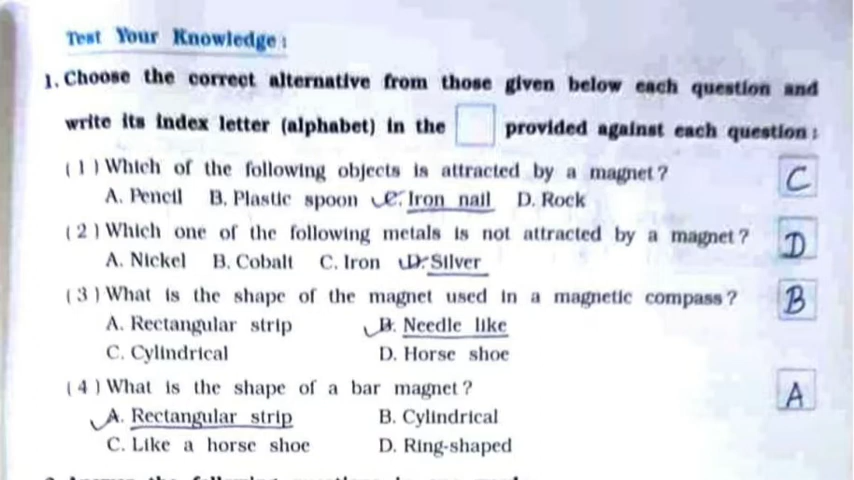 Test Your Knowledge :
1. Choose the correct alternative from those given below each question and
write its index letter (alphabet) in the provided against each question :
( 1 ) Which of the following objects is attracted by a magnet ? C
A. Pencil B. Plastic spoon C. Iron nail D. Rock
( 2 ) Which one of the following metals is not attracted by a magnet ? D
A. Nickel B. Cobalt C. Iron D. Silver
( 3 ) What is the shape of the magnet used in a magnetic compass ? B
A. Rectangular strip B. Needle like
C. Cylindrical D. Horse shoe
( 4 ) What is the shape of a bar magnet ? A
A. Rectangular strip B. Cylindrical
C. Like a horse shoe D. Ring-shaped